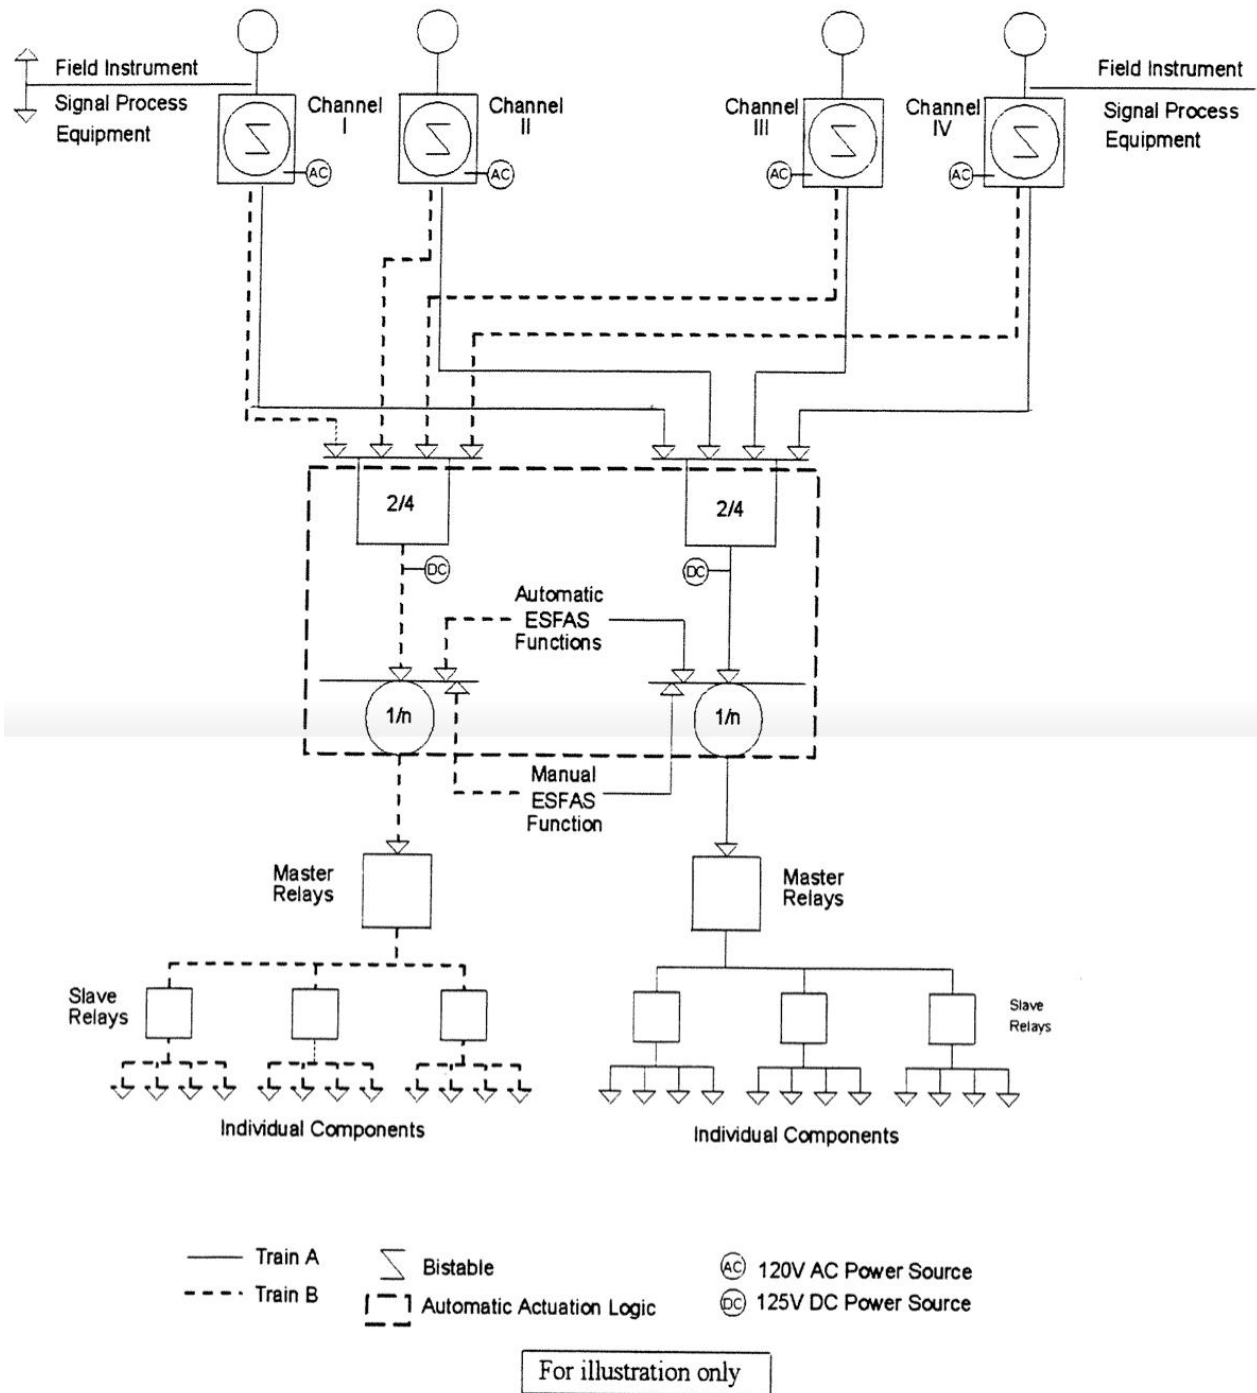 Field Instrument
Signal Process
Equipment
Channel
I
Channel
II
Channel
III
Channel
IV
Field Instrument
Signal Process
Equipment
AC
AC
AC
AC
2/4
2/4
DC
DC
Automatic
ESFAS
Functions
1/n
1/n
Manual
ESFAS
Function
Master
Relays
Master
Relays
Slave
Relays
Slave
Relays
Individual Components
Individual Components
Train A
Train B
Bistable
Automatic Actuation Logic
AC 120V AC Power Source
DC 125V DC Power Source
For illustration only